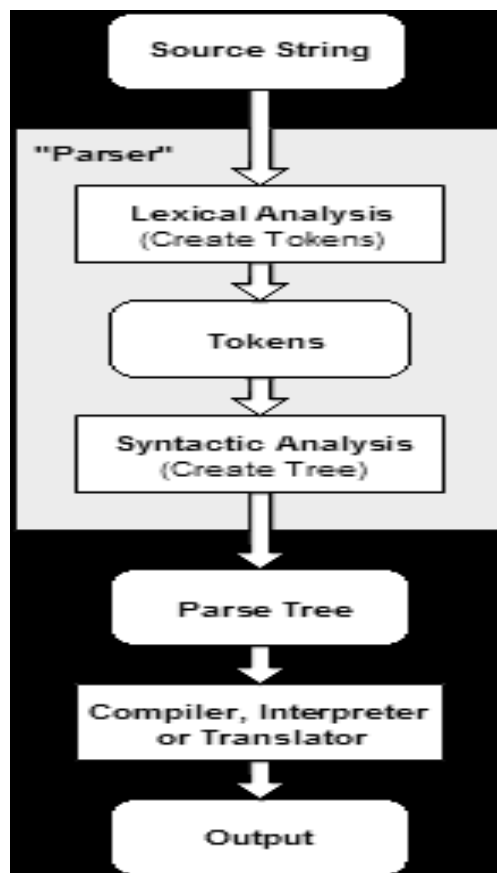 Source String
"Parser"
Lexical Analysis
(Create Tokens)
Tokens
Syntactic Analysis
(Create Tree)
Parse Tree
Compiler, Interpreter
or Translator
Output